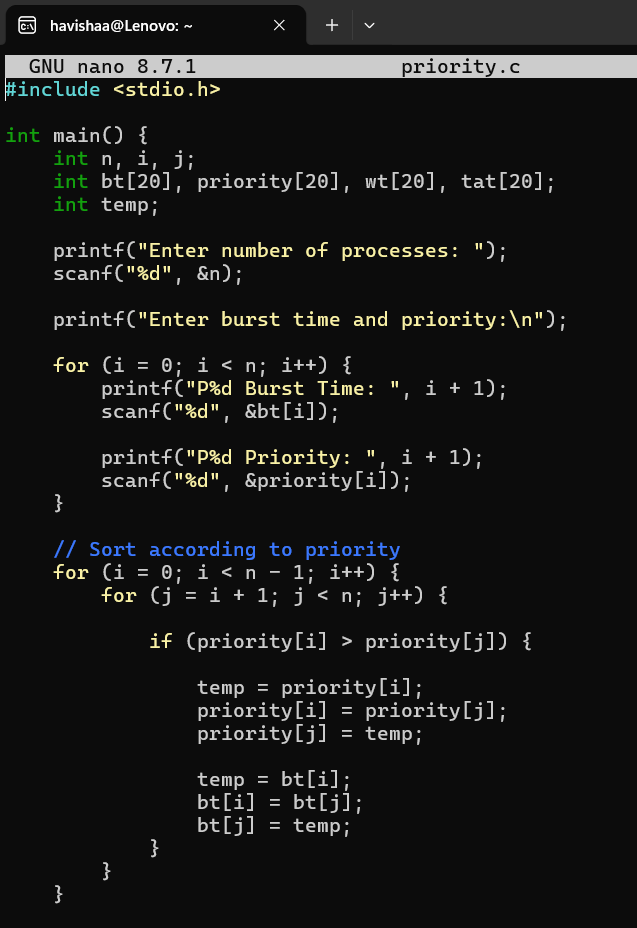 havishaa@Lenovo: ~
GNU nano 8.7.1 priority.c
#include <stdio.h>
int main() {
    int n, i, j;
    int bt[20], priority[20], wt[20], tat[20];
    int temp;
    printf("Enter number of processes: ");
    scanf("%d", &n);
    printf("Enter burst time and priority:\n");
    for (i = 0; i < n; i++) {
        printf("P%d Burst Time: ", i + 1);
        scanf("%d", &bt[i]);
        printf("P%d Priority: ", i + 1);
        scanf("%d", &priority[i]);
    }
    // Sort according to priority
    for (i = 0; i < n - 1; i++) {
        for (j = i + 1; j < n; j++) {
            if (priority[i] > priority[j]) {
                temp = priority[i];
                priority[i] = priority[j];
                priority[j] = temp;
                temp = bt[i];
                bt[i] = bt[j];
                bt[j] = temp;
            }
        }
    }